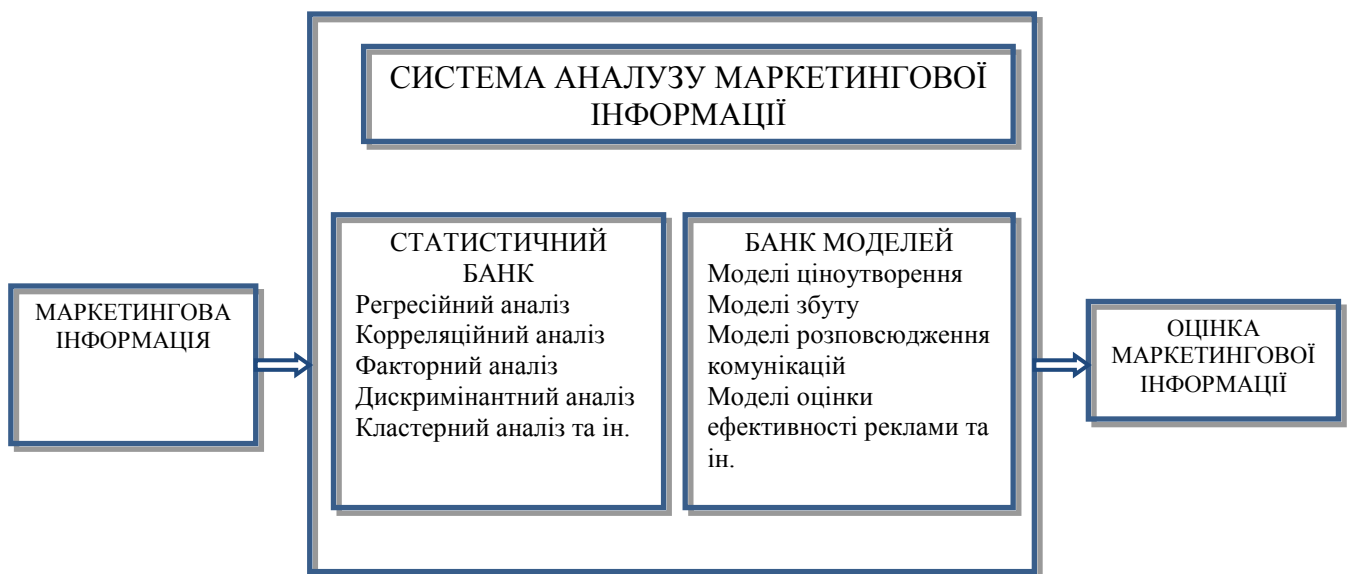 СИСТЕМА АНАЛУЗУ МАРКЕТИНГОВОЇ
ІНФОРМАЦІЇ
МАРКЕТИНГОВА
ІНФОРМАЦІЯ
СТАТИСТИЧНИЙ
БАНК
Регресійний аналіз
Корреляційний аналіз
Факторний аналіз
Дискримінантний аналіз
Кластерний аналіз та ін.
БАНК МОДЕЛЕЙ
Моделі ціноутворення
Моделі збуту
Моделі розповсюдження
комунікацій
Моделі оцінки
ефективності реклами та
ін.
ОЦІНКА
МАРКЕТИНГОВОЇ
ІНФОРМАЦІЇ